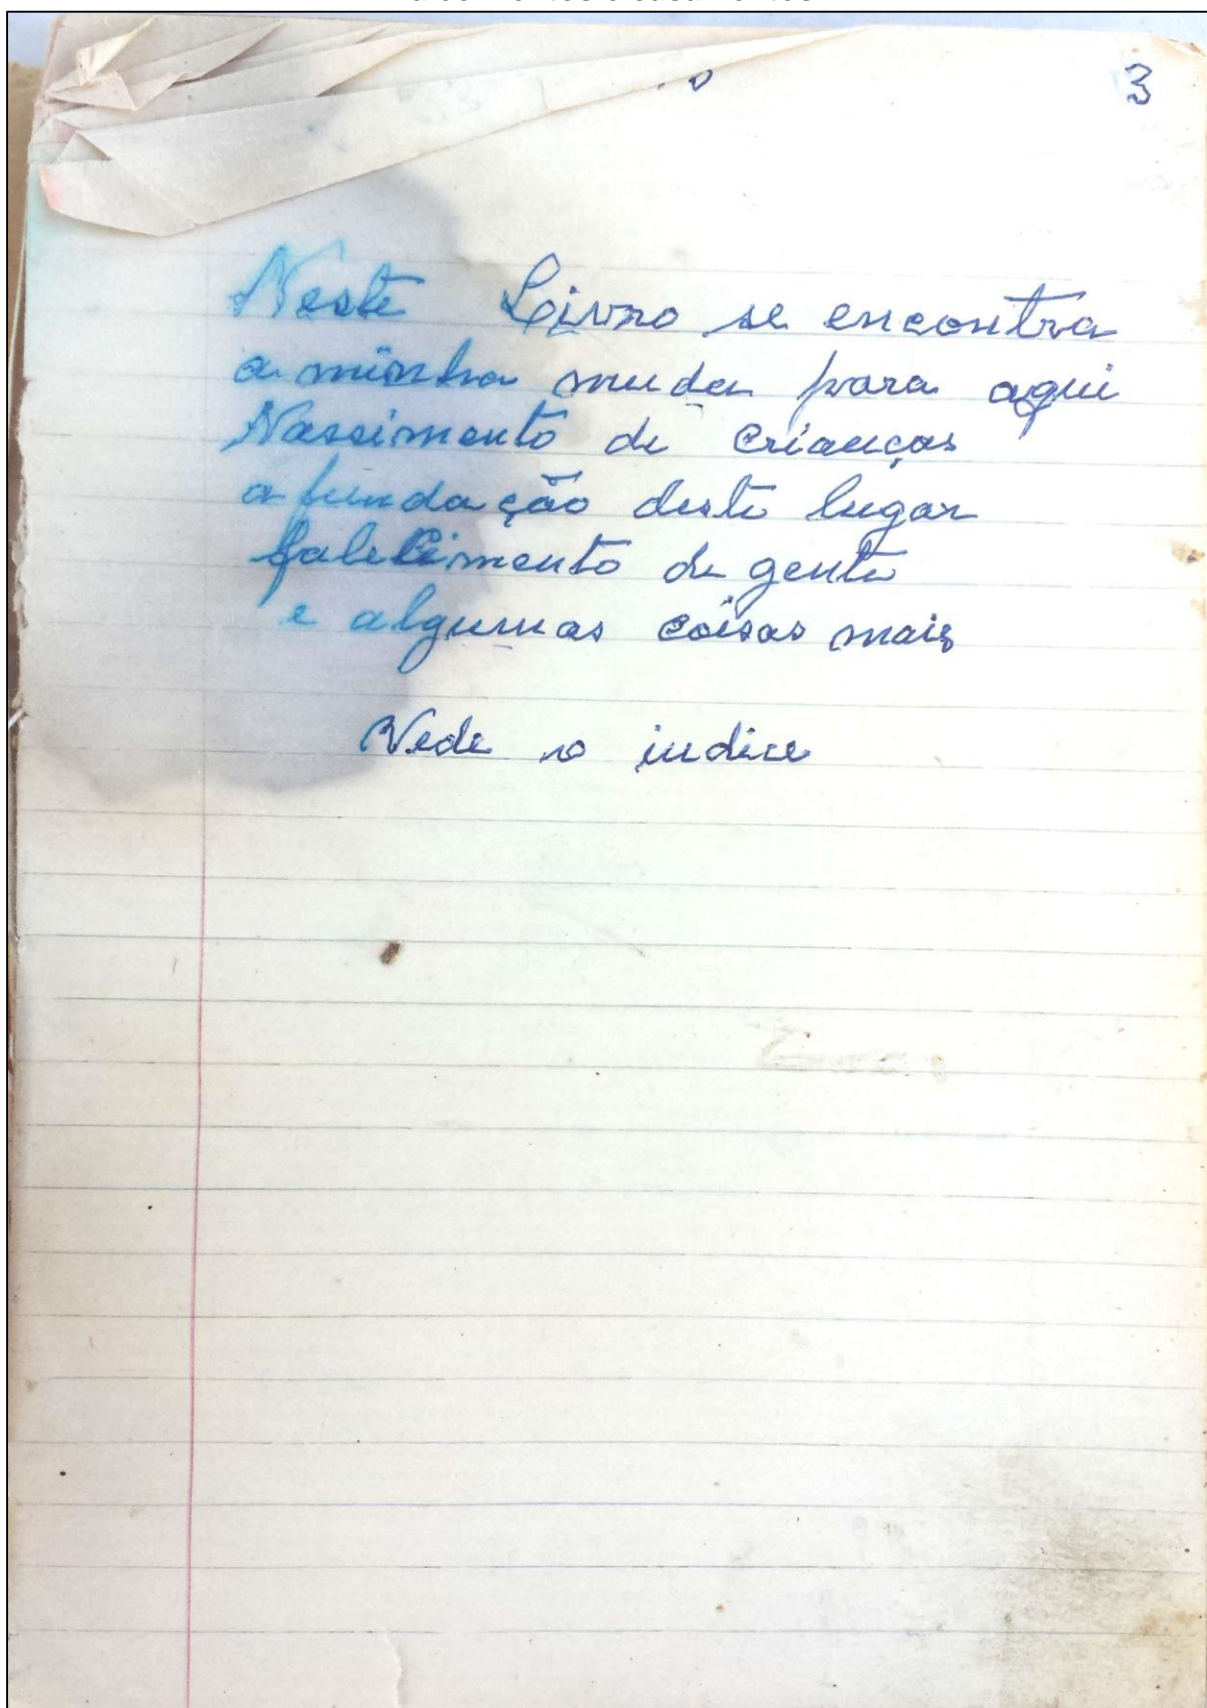 3
Neste Livro se encontra
a minha muda para aqui
Nascimento de crianças
a fundação deste lugar
falecimento de gente
e algumas coisas mais
Vede o indice